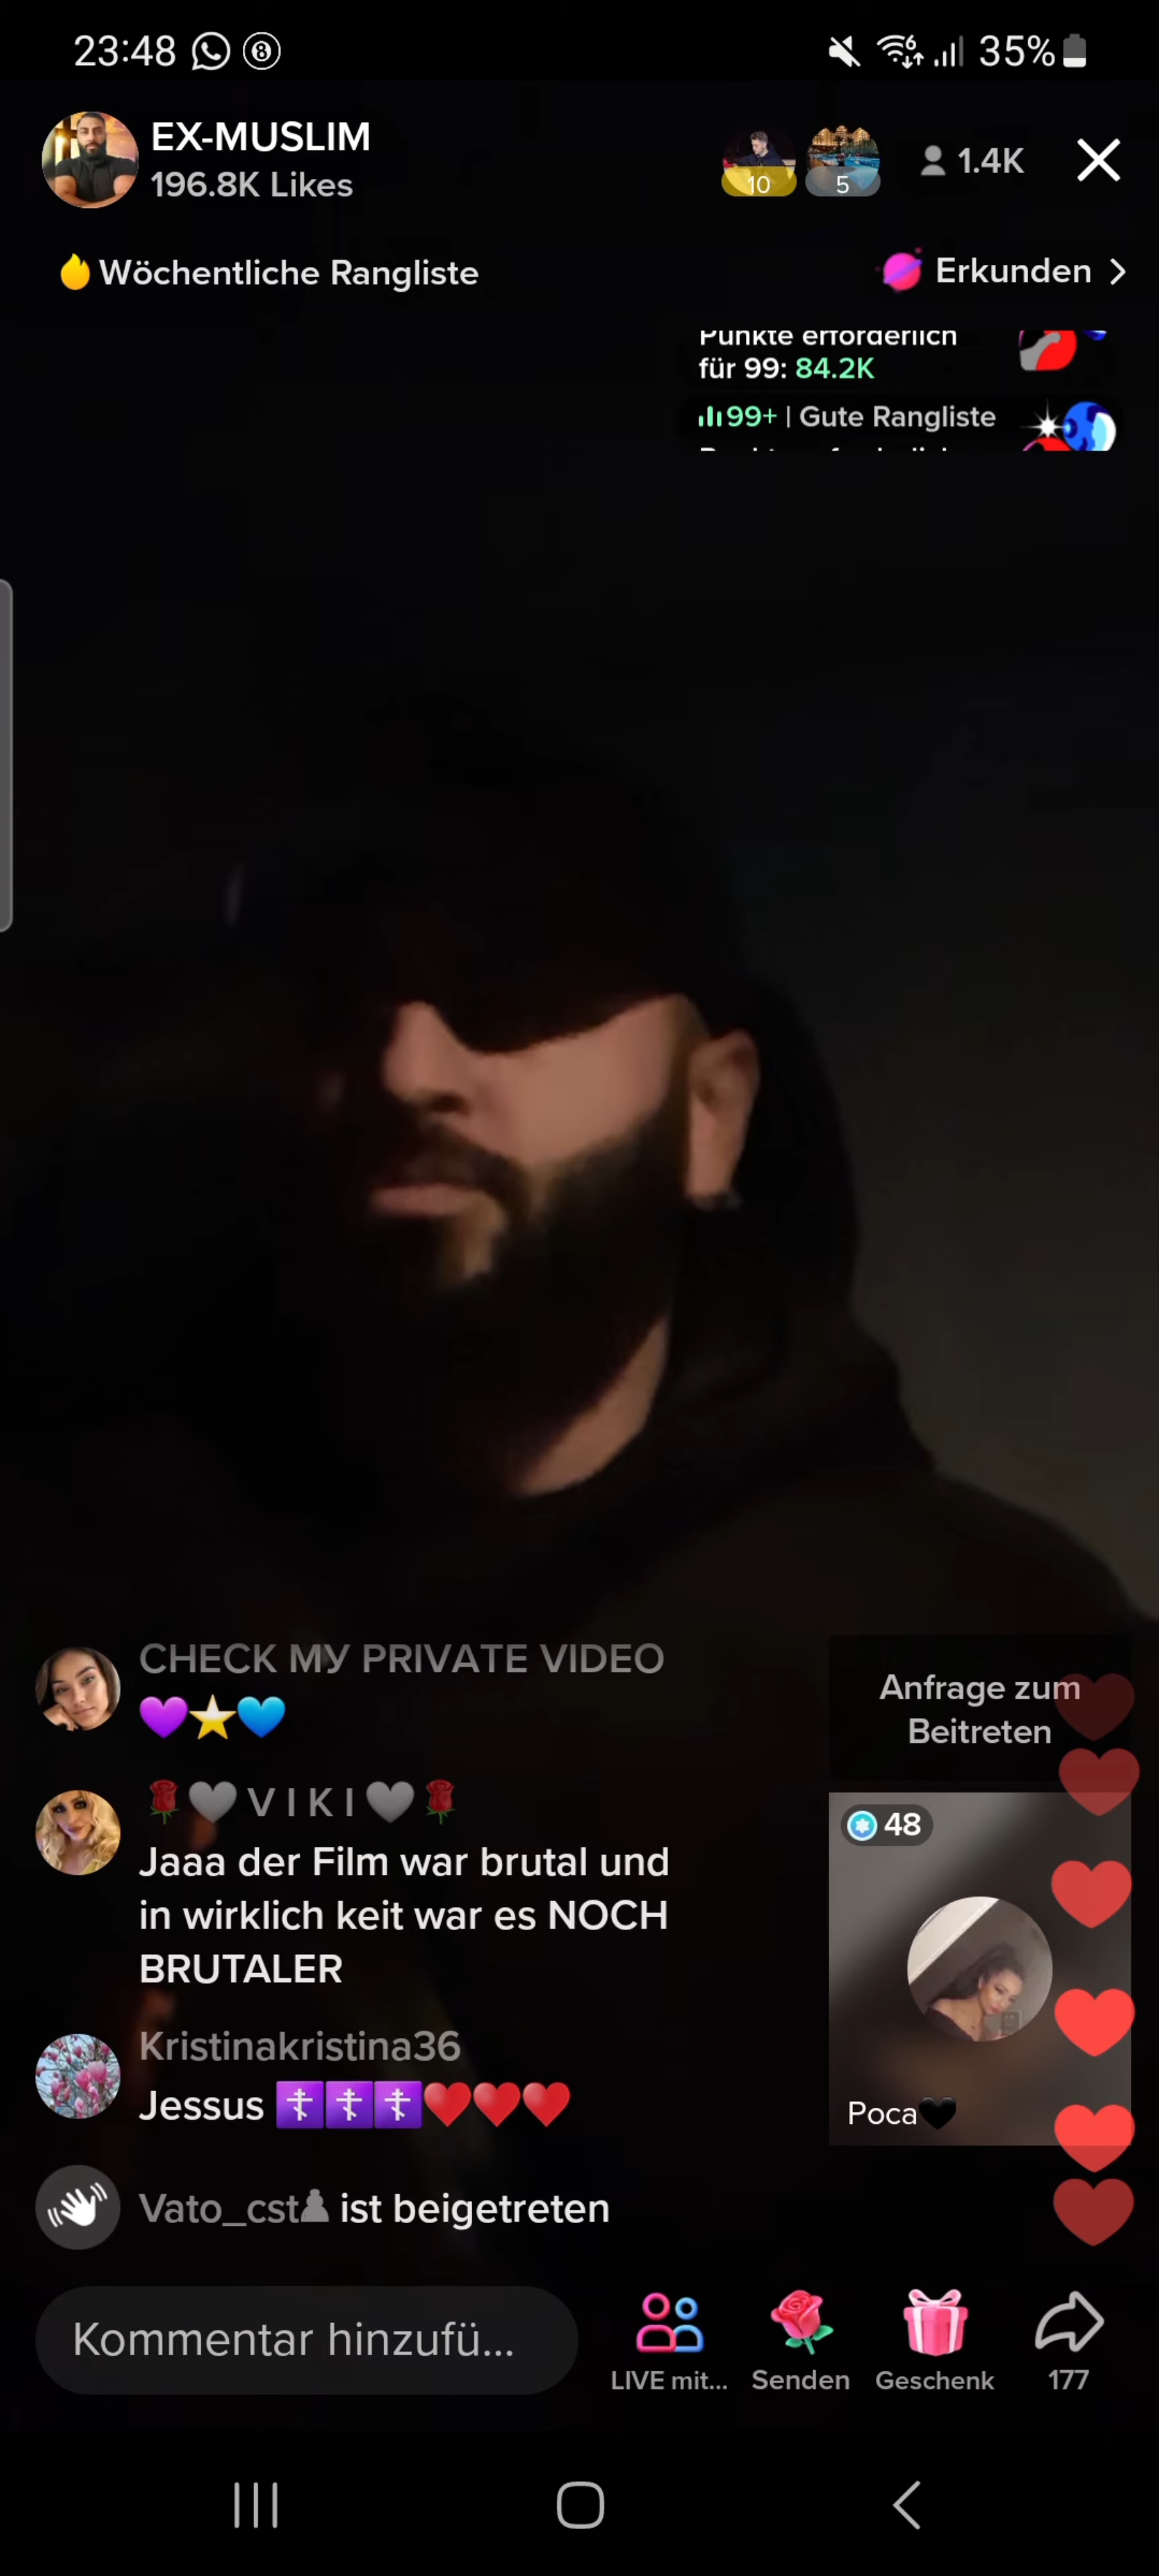 23:48
35%
EX-MUSLIM
196.8K Likes
10
5
1.4K
Wöchentliche Rangliste
Erkunden
Punkte erforderlich
für 99: 84.2K
99+ | Gute Rangliste
CHECK MY PRIVATE VIDEO
V I K I
Jaaa der Film war brutal und
in wirklich keit war es NOCH
BRUTALER
Kristinakristina36
Jessus
Vato_cst ist beigetreten
Anfrage zum
Beitreten
48
Poca
Kommentar hinzufü...
LIVE mit...
Senden
Geschenk
177